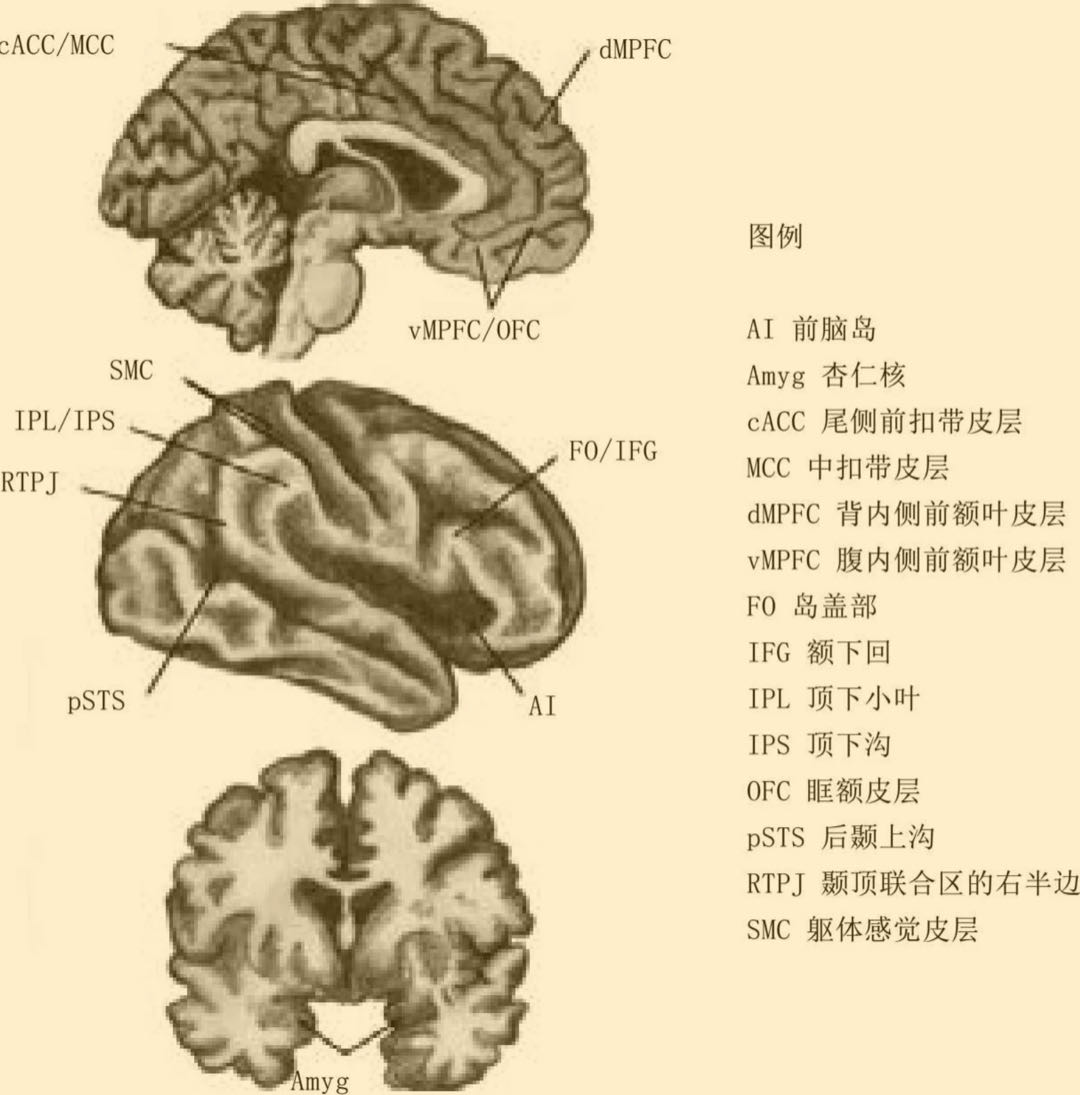 cACC/MCC
dMPFC
vMPFC/OFC
SMC
IPL/IPS
RTPJ
FO/IFG
pSTS
AI
Amyg
图例
AI 前脑岛
Amyg 杏仁核
cACC 尾侧前扣带皮层
MCC 中扣带皮层
dMPFC 背内侧前额叶皮层
vMPFC 腹内侧前额叶皮层
FO 岛盖部
IFG 额下回
IPL 顶下小叶
IPS 顶下沟
OFC 眶额皮层
pSTS 后颞上沟
RTPJ 颞顶联合区的右半边
SMC 躯体感觉皮层